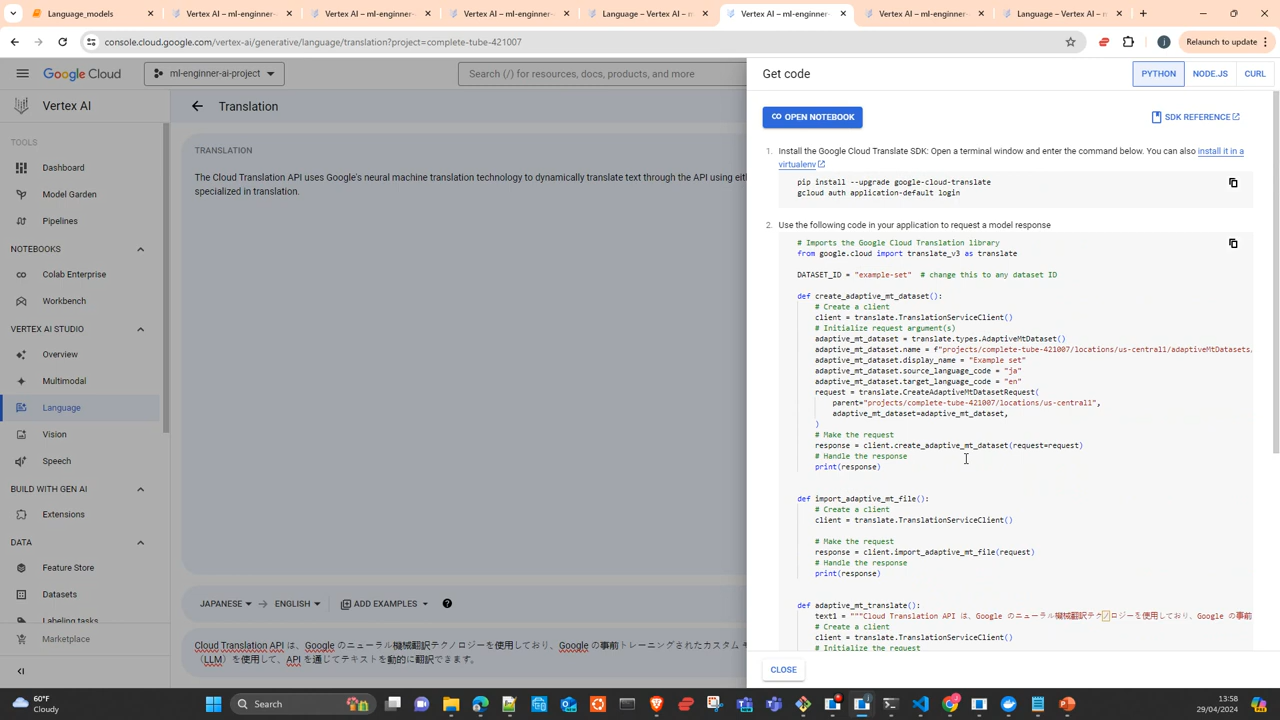 Language_models
Vertex AI – ml-enginner-
Vertex AI – ml-enginner-
Vertex AI – ml-enginner-
Language – Vertex AI – m
Vertex AI – ml-enginner-
Vertex AI – ml-enginner-
Language – Vertex AI – m
console.cloud.google.com/vertex-ai/generative/language/translation?project=complete-tube-421007
Relaunch to update
Google Cloud
ml-enginner-ai-project
Search (/) for resources, docs, products, and more
Vertex AI
TOOLS
Dashboard
Model Garden
Pipelines
NOTEBOOKS
Colab Enterprise
Workbench
VERTEX AI STUDIO
Overview
Multimodal
Language
Vision
Speech
BUILD WITH GEN AI
Extensions
DATA
Feature Store
Datasets
Labeling tasks
Marketplace
Translation
TRANSLATION
The Cloud Translation API uses Google's neural machine translation technology to dynamically translate text through the API using eith
specialized in translation.
JAPANESE
ENGLISH
ADD EXAMPLES
Cloud Translation API は、Google のニューラル機械翻訳テクノロジーを使用しており、Google の事前トレーニングされたカスタム モ
(LLM) を使用して、API を通じてテキストを動的に翻訳できます。
Get code
PYTHON
NODE.JS
CURL
OPEN NOTEBOOK
SDK REFERENCE
1. Install the Google Cloud Translate SDK: Open a terminal window and enter the command below. You can also install it in a
virtualenv
pip install --upgrade google-cloud-translate
gcloud auth application-default login
2. Use the following code in your application to request a model response
# Imports the Google Cloud Translation library
from google.cloud import translate_v3 as translate
DATASET_ID = "example-set" # change this to any dataset ID
def create_adaptive_mt_dataset():
# Create a client
client = translate.TranslationServiceClient()
# Initialize request argument(s)
adaptive_mt_dataset = translate.types.AdaptiveMtDataset()
adaptive_mt_dataset.name = f"projects/complete-tube-421007/locations/us-central1/adaptiveMtDatasets/
adaptive_mt_dataset.display_name = "Example set"
adaptive_mt_dataset.source_language_code = "ja"
adaptive_mt_dataset.target_language_code = "en"
request = translate.CreateAdaptiveMtDatasetRequest(
parent="projects/complete-tube-421007/locations/us-central1",
adaptive_mt_dataset=adaptive_mt_dataset,
)
# Make the request
response = client.create_adaptive_mt_dataset(request=request)
# Handle the response
print(response)
def import_adaptive_mt_file():
# Create a client
client = translate.TranslationServiceClient()
# Make the request
response = client.import_adaptive_mt_file(request)
# Handle the response
print(response)
def adaptive_mt_translate():
text1 = """Cloud Translation API は、Google のニューラル機械翻訳テクノロジーを使用しており、Google の事前
# Create a client
client = translate.TranslationServiceClient()
# Initialize the request
CLOSE
60°F
Cloudy
Search
13:58
29/04/2024